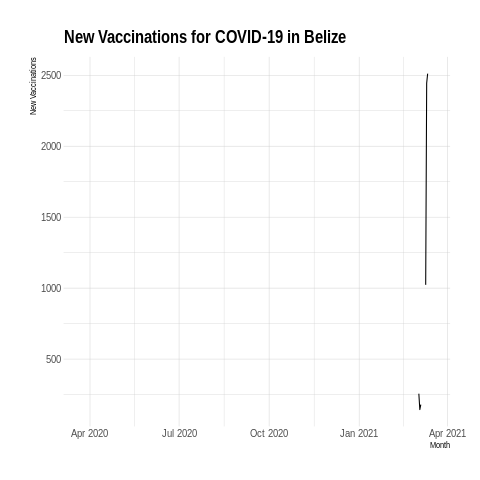 New Vaccinations for COVID-19 in Belize
New Vaccinations
2500
2000
1500
1000
500
Apr 2020 Jul 2020 Oct 2020 Jan 2021 Apr 2021
Month